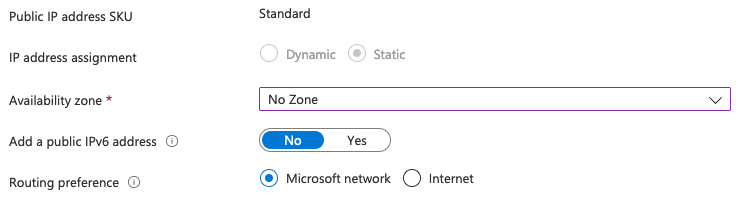 Public IP address SKU Standard
IP address assignment Dynamic Static
Availability zone * No Zone
Add a public IPv6 address No Yes
Routing preference Microsoft network Internet